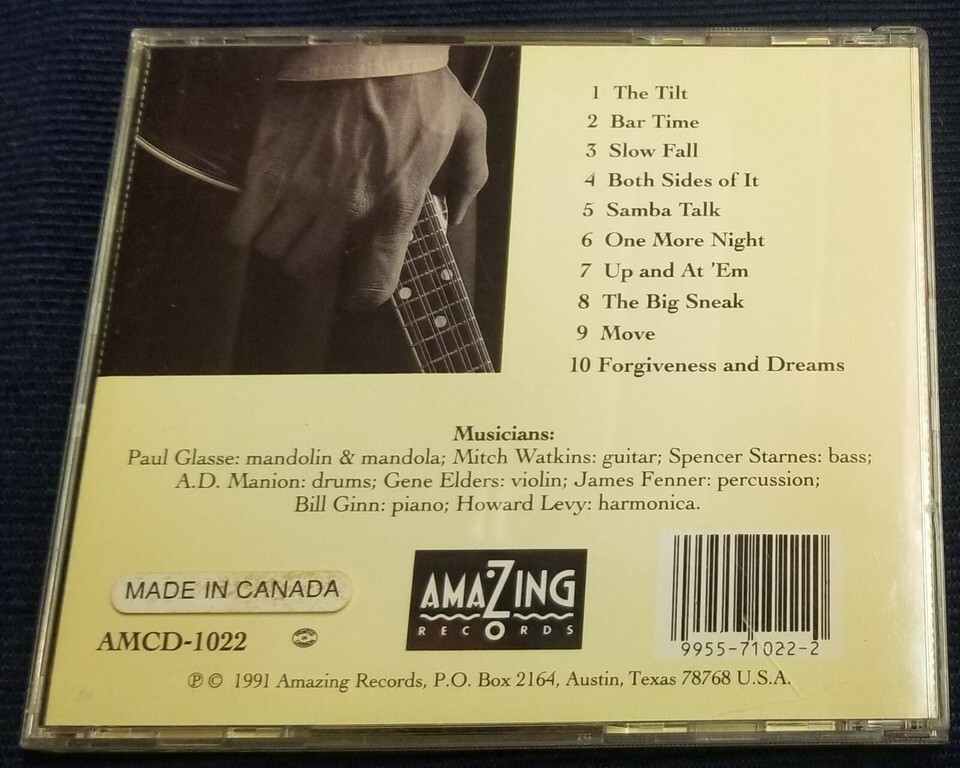 1 The Tilt
2 Bar Time
3 Slow Fall
4 Both Sides of It
5 Samba Talk
6 One More Night
7 Up and At 'Em
8 The Big Sneak
9 Move
10 Forgiveness and Dreams
Musicians:
Paul Glasse: mandolin & mandola; Mitch Watkins: guitar; Spencer Starnes: bass;
A.D. Manion: drums; Gene Elders: violin; James Fenner: percussion;
Bill Ginn: piano; Howard Levy: harmonica.
MADE IN CANADA
AMCD-1022
AMAZING
RECORDS
9955-71022-2
℗ © 1991 Amazing Records, P.O. Box 2164, Austin, Texas 78768 U.S.A.